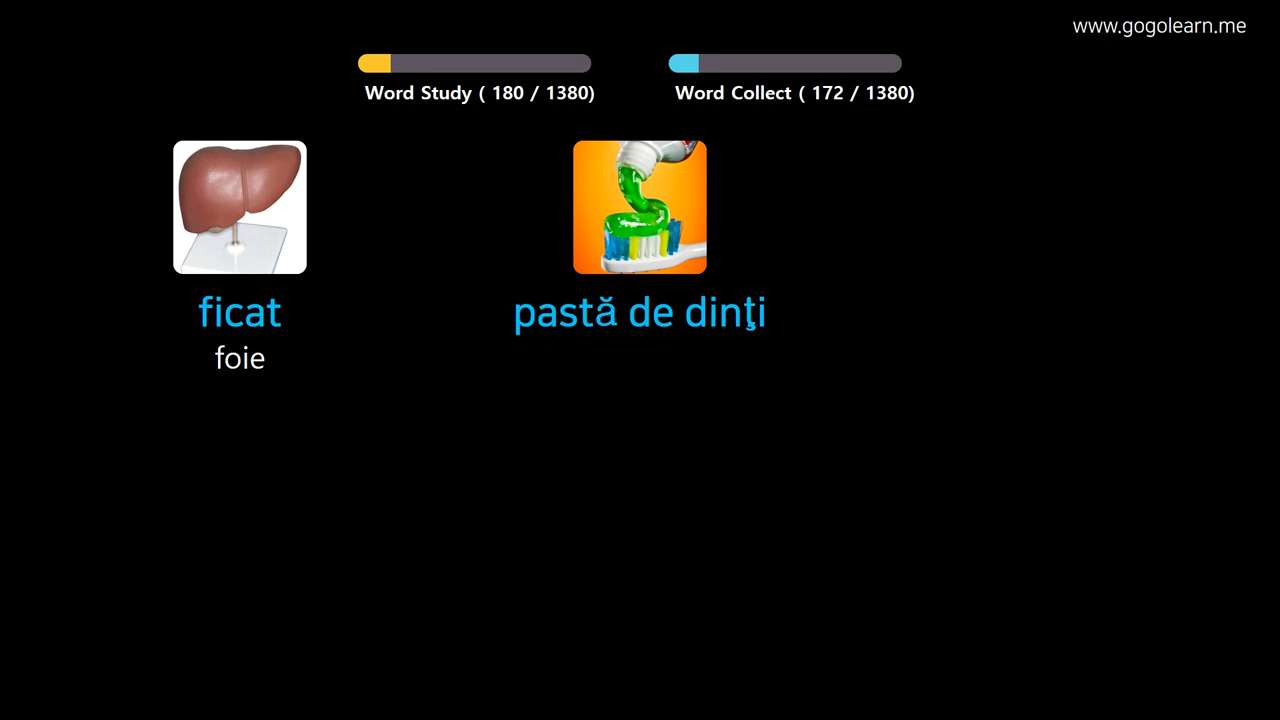 www.gogolearn.me
Word Study ( 180 / 1380)
Word Collect ( 172 / 1380)
ficat
pastă de dinţi
foie